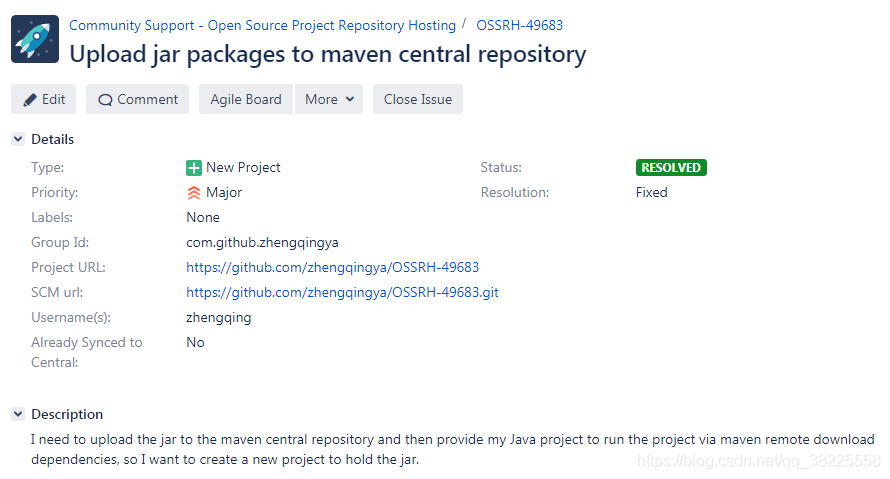 Community Support - Open Source Project Repository Hosting / OSSRH-49683
Upload jar packages to maven central repository
Edit Comment Agile Board More Close Issue
Details
Type: New Project Status: RESOLVED
Priority: Major Resolution: Fixed
Labels: None
Group Id: com.github.zhengqingya
Project URL: https://github.com/zhengqingya/OSSRH-49683
SCM url: https://github.com/zhengqingya/OSSRH-49683.git
Username(s): zhengqing
Already Synced to No
Central:
Description
I need to upload the jar to the maven central repository and then provide my Java project to run the project via maven remote download
dependencies, so I want to create a new project to hold the jar.
https://blog.csdn.net/qq_38225558